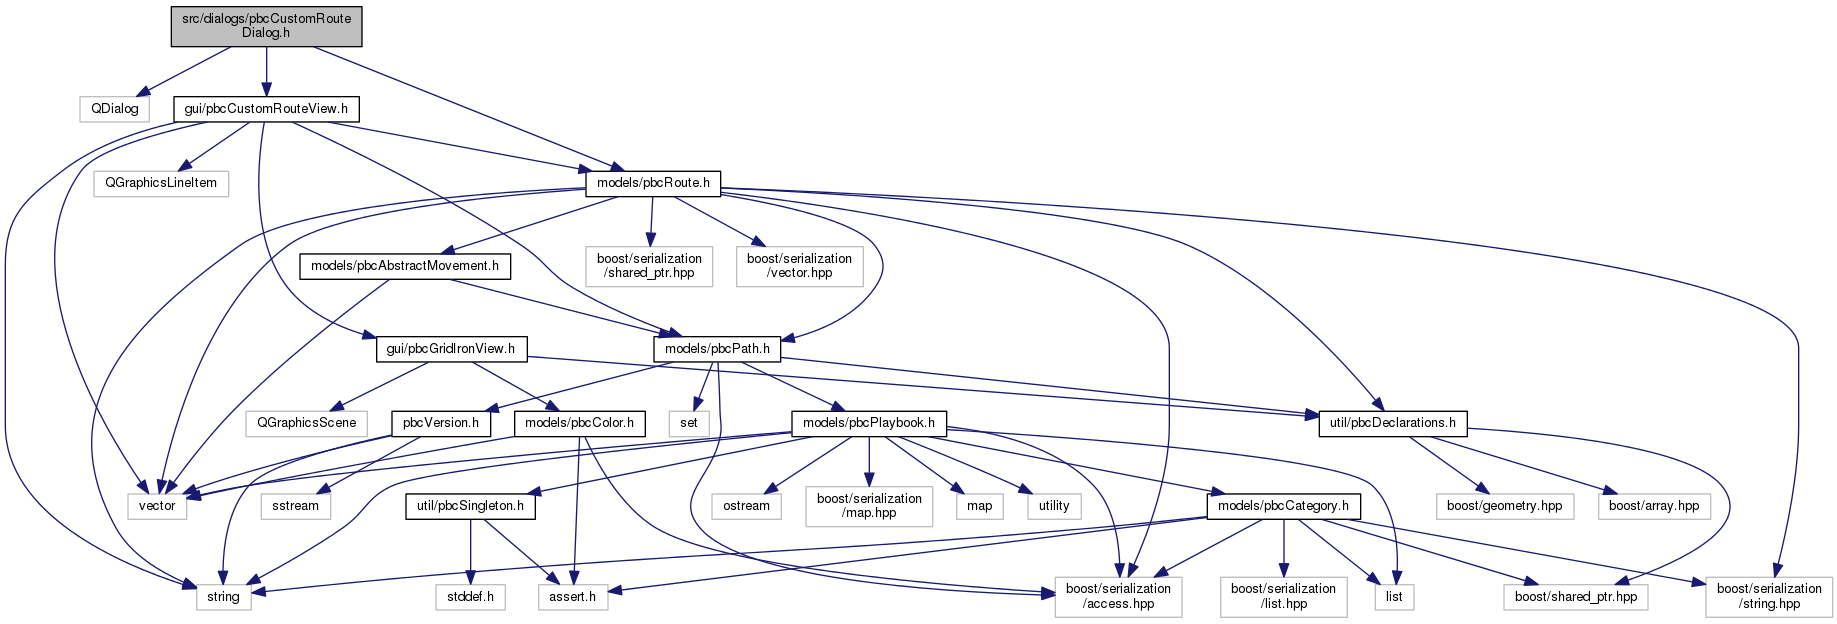 src/dialogs/pbcCustomRoute
Dialog.h
QDialog
gui/pbcCustomRouteView.h
QGraphicsLineItem
models/pbcRoute.h
models/pbcAbstractMovement.h
boost/serialization
/shared_ptr.hpp
boost/serialization
/vector.hpp
gui/pbcGridIronView.h
models/pbcPath.h
QGraphicsScene
pbcVersion.h
models/pbcColor.h
set
models/pbcPlaybook.h
util/pbcDeclarations.h
vector
sstream
util/pbcSingleton.h
ostream
boost/serialization
/map.hpp
map
utility
models/pbcCategory.h
boost/geometry.hpp
boost/array.hpp
string
stddef.h
assert.h
boost/serialization
/access.hpp
boost/serialization
/list.hpp
list
boost/shared_ptr.hpp
boost/serialization
/string.hpp